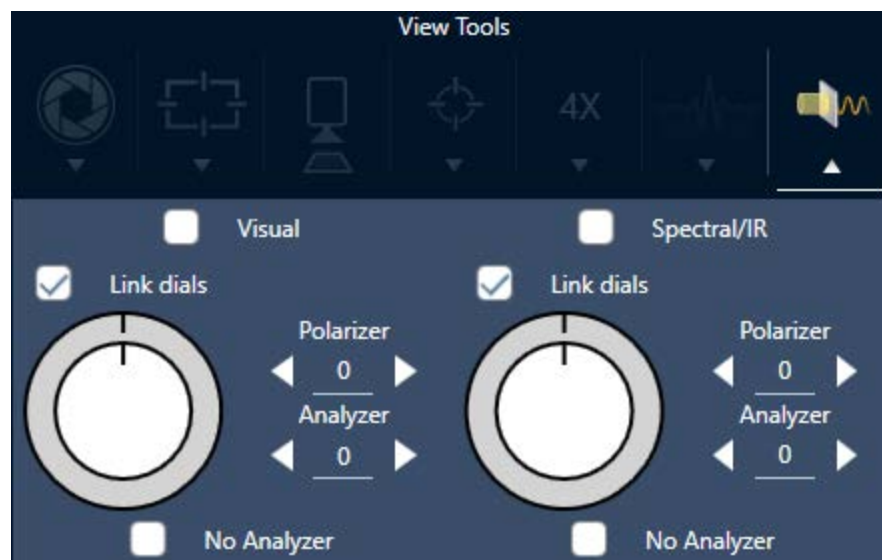 View Tools
4X
Visual
Spectral/IR
Link dials
Link dials
Polarizer
0
Analyzer
0
Polarizer
0
Analyzer
0
No Analyzer
No Analyzer